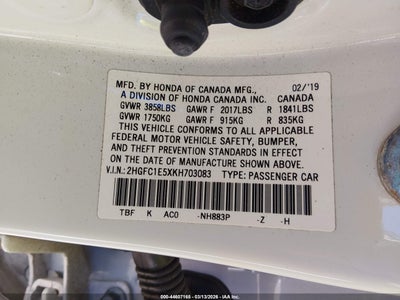 MFD. BY HONDA OF CANADA MFG., 02/'19
A DIVISION OF HONDA CANADA INC. CANADA
GVWR 3858LBS GAWR F 2017LBS R 1841LBS
GVWR 1750KG GAWR F 915KG R 835KG
THIS VEHICLE CONFORMS TO ALL APPLICABLE
FEDERAL MOTOR VEHICLE SAFETY, BUMPER,
AND THEFT PREVENTION STANDARDS IN EFFECT ON
THE DATE OF MANUFACTURE SHOWN ABOVE.
V.I.N.: 2HGFC1E5XKH703083 TYPE: PASSENGER CAR
TBF K AC0 -NH883P -Z -H
000-44607165 - 03/13/2026 - IAA Inc.